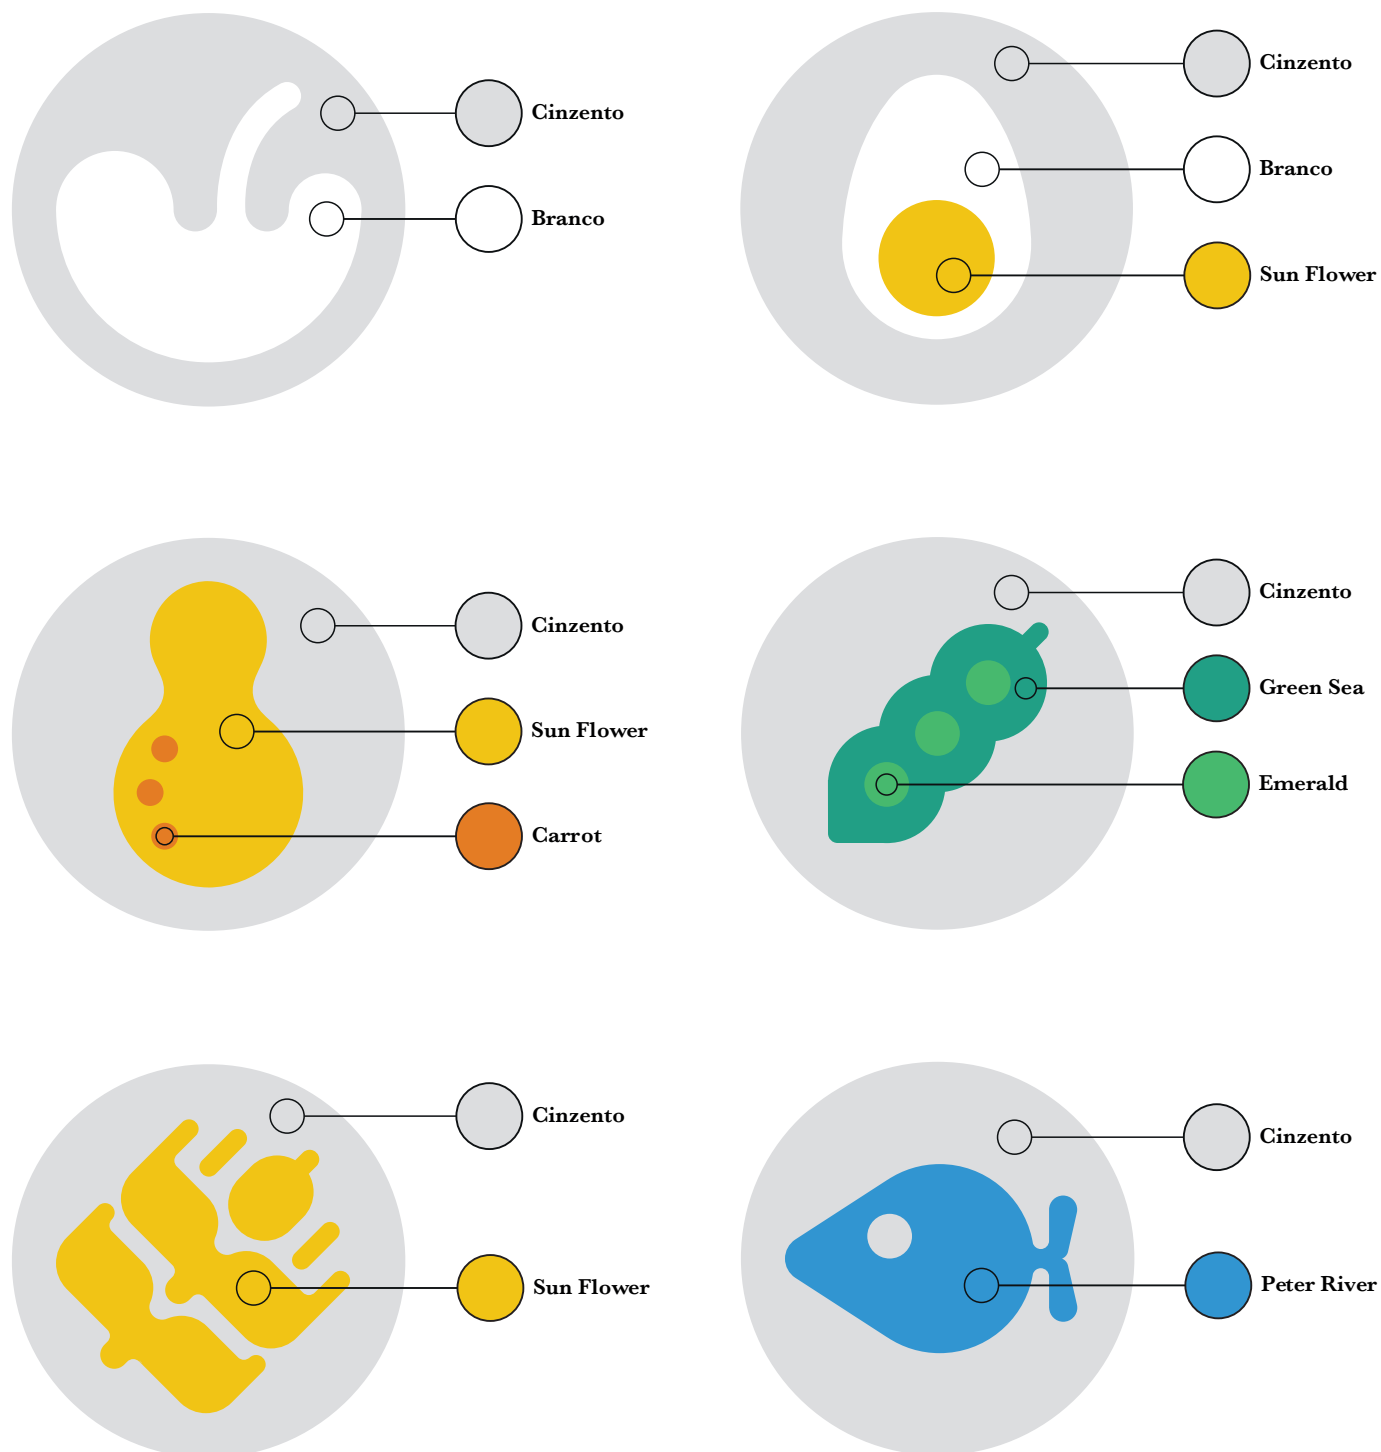 Cinzento
Branco
Cinzento
Branco
Sun Flower
Cinzento
Sun Flower
Carrot
Cinzento
Green Sea
Emerald
Cinzento
Sun Flower
Cinzento
Peter River